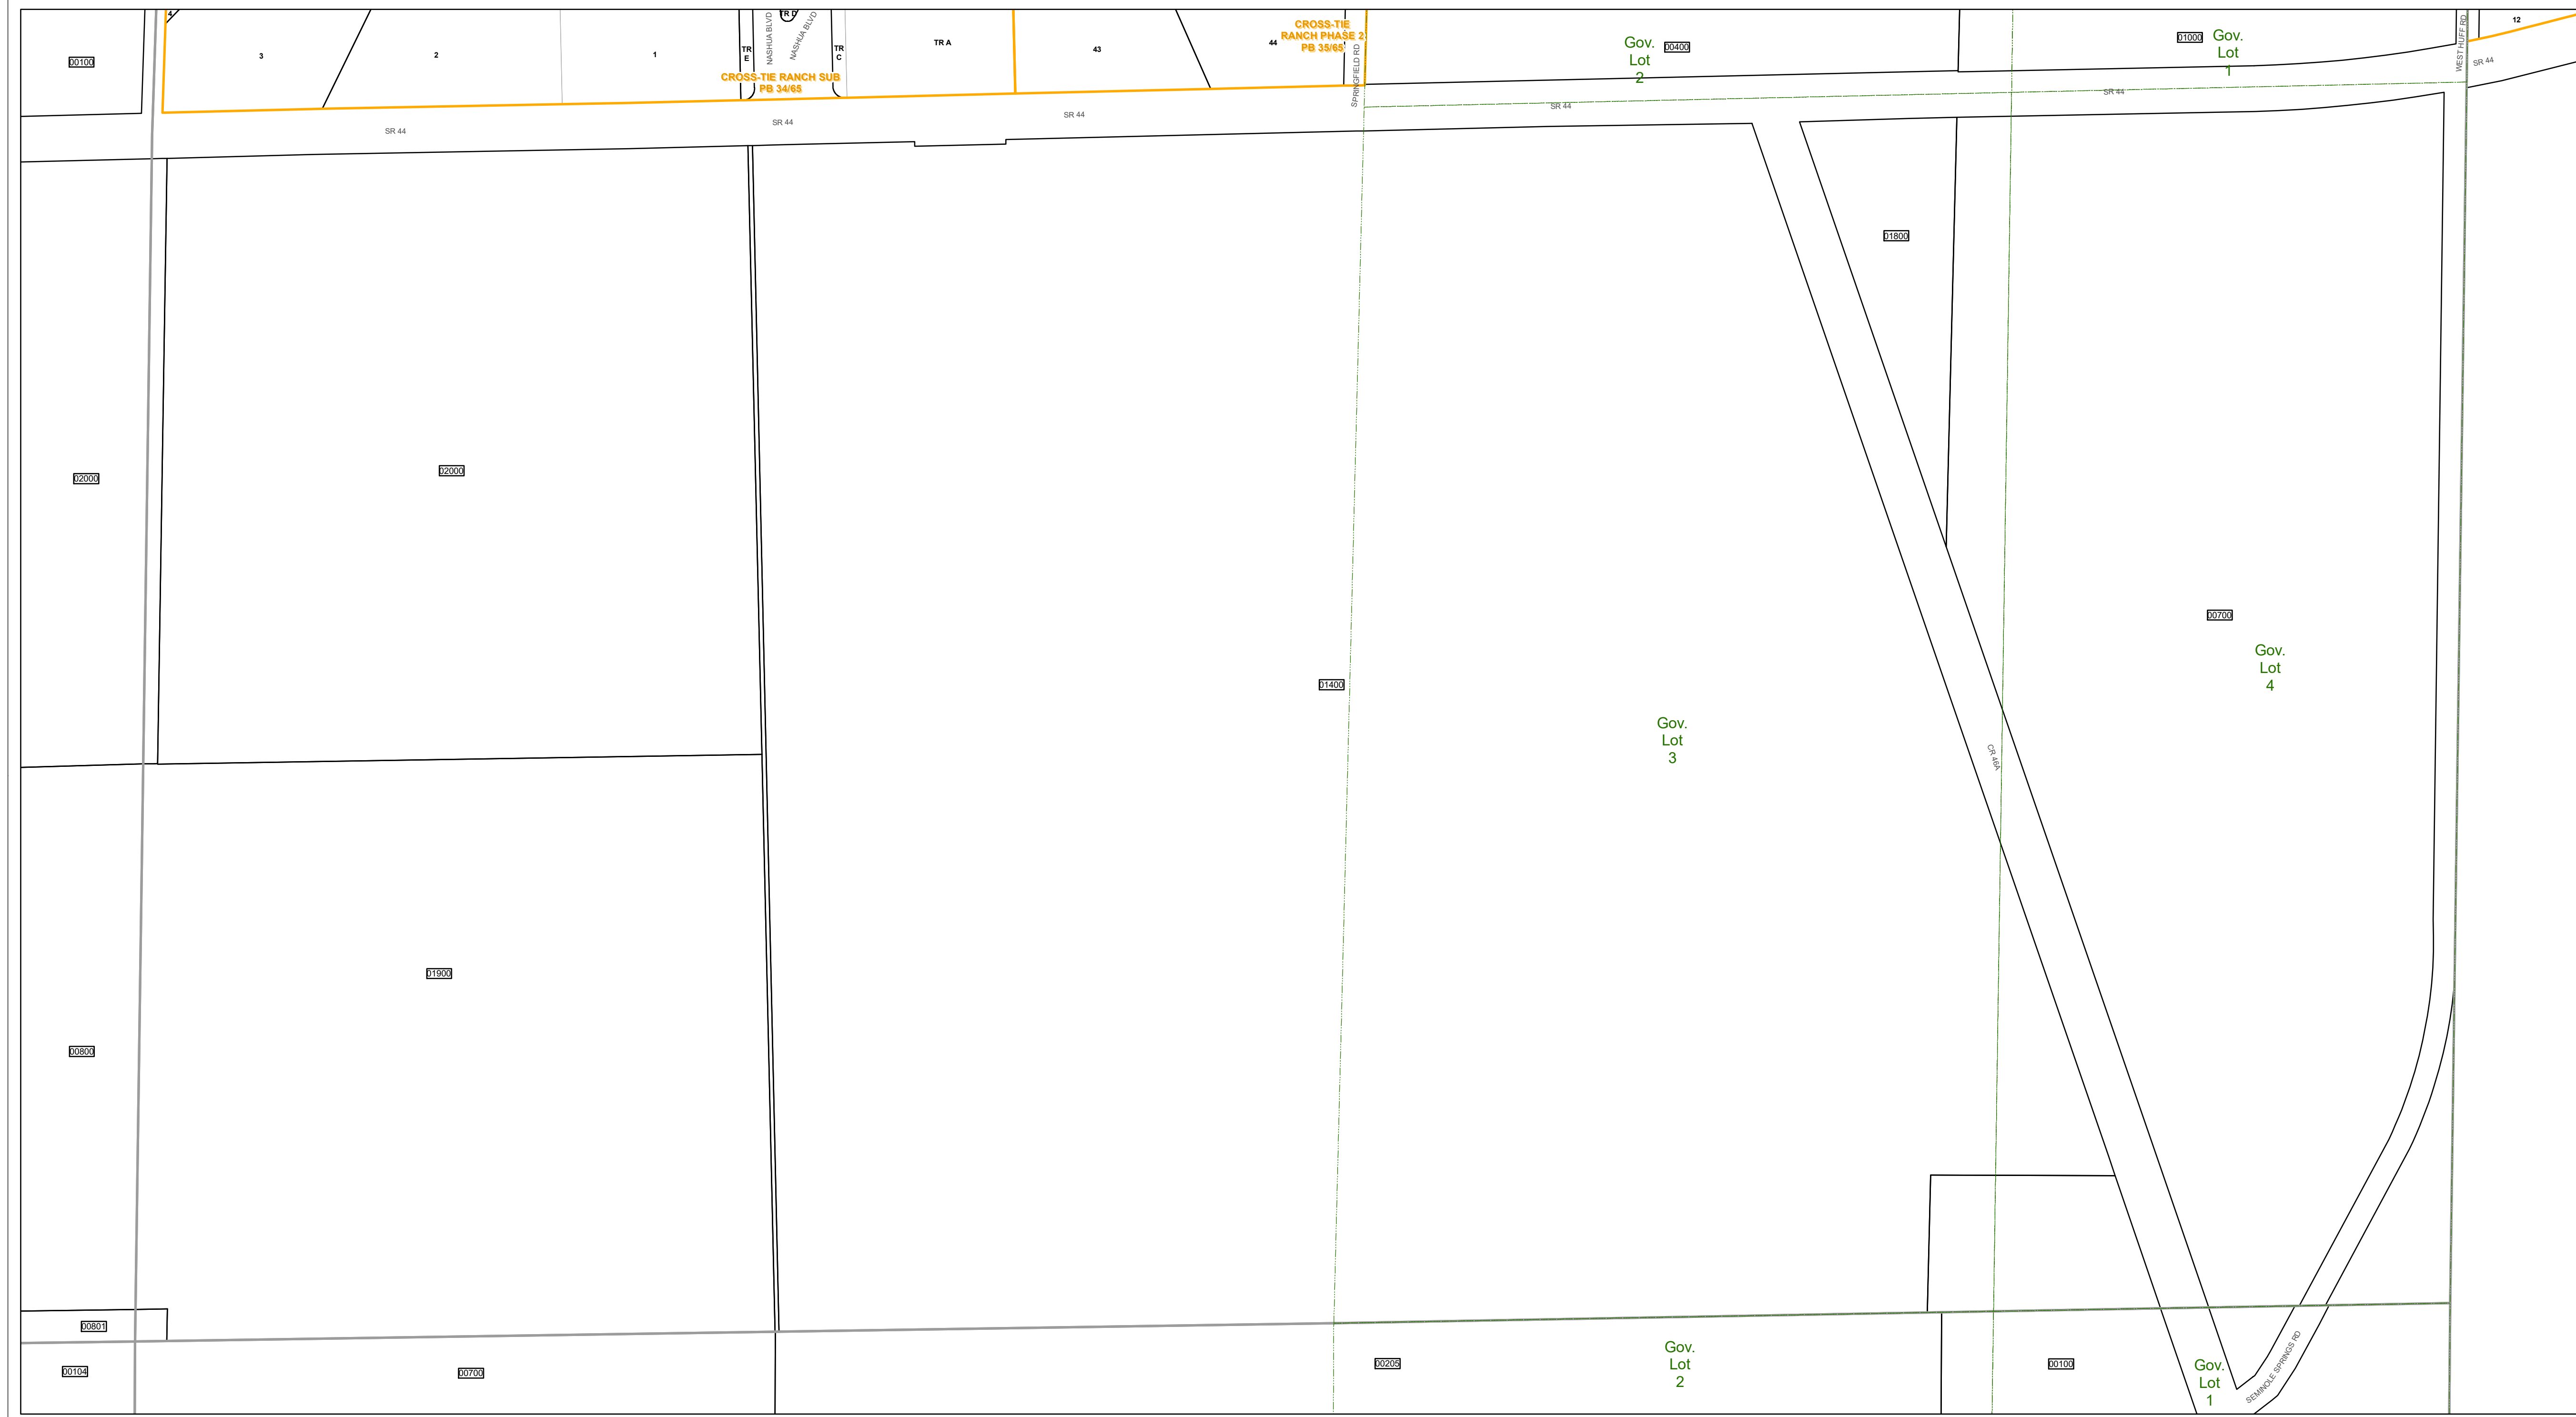 4
TR D
NASHUA BLVD
NASHUA BLVD
WEST HUFF RD
12
CROSS-TIE
RANCH PHASE 2
PB 35/65
00100
3
2
1
TR
E
TR
C
TR A
43
44
SPRINGFIELD RD
Gov.
Lot
2
00400
01000
Gov.
Lot
1
SR 44
CROSS-TIE RANCH SUB
PB 34/65
SR 44
SR 44
SR 44
SR 44
SR 44
01800
02000
02000
00700
Gov.
Lot
4
01400
Gov.
Lot
3
CR 46A
01900
00800
00801
00104
00700
00205
Gov.
Lot
2
00100
Gov.
Lot
1
SEMINOLE SPRINGS RD